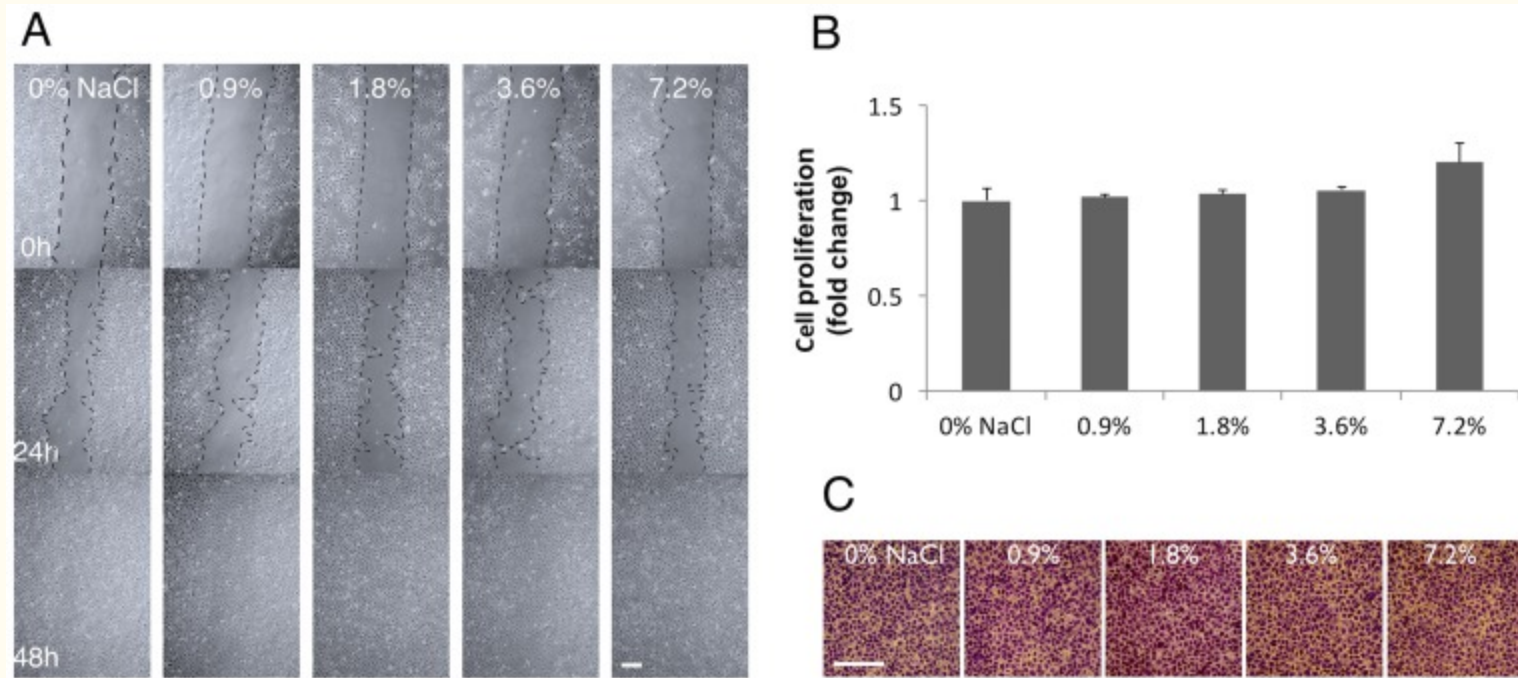 A
0% NaCl 0.9% 1.8% 3.6% 7.2%
0h
24h
48h
B
Cell proliferation
(fold change)
1.5
1
0.5
0
0% NaCl 0.9% 1.8% 3.6% 7.2%
C
0% NaCl 0.9% 1.8% 3.6% 7.2%